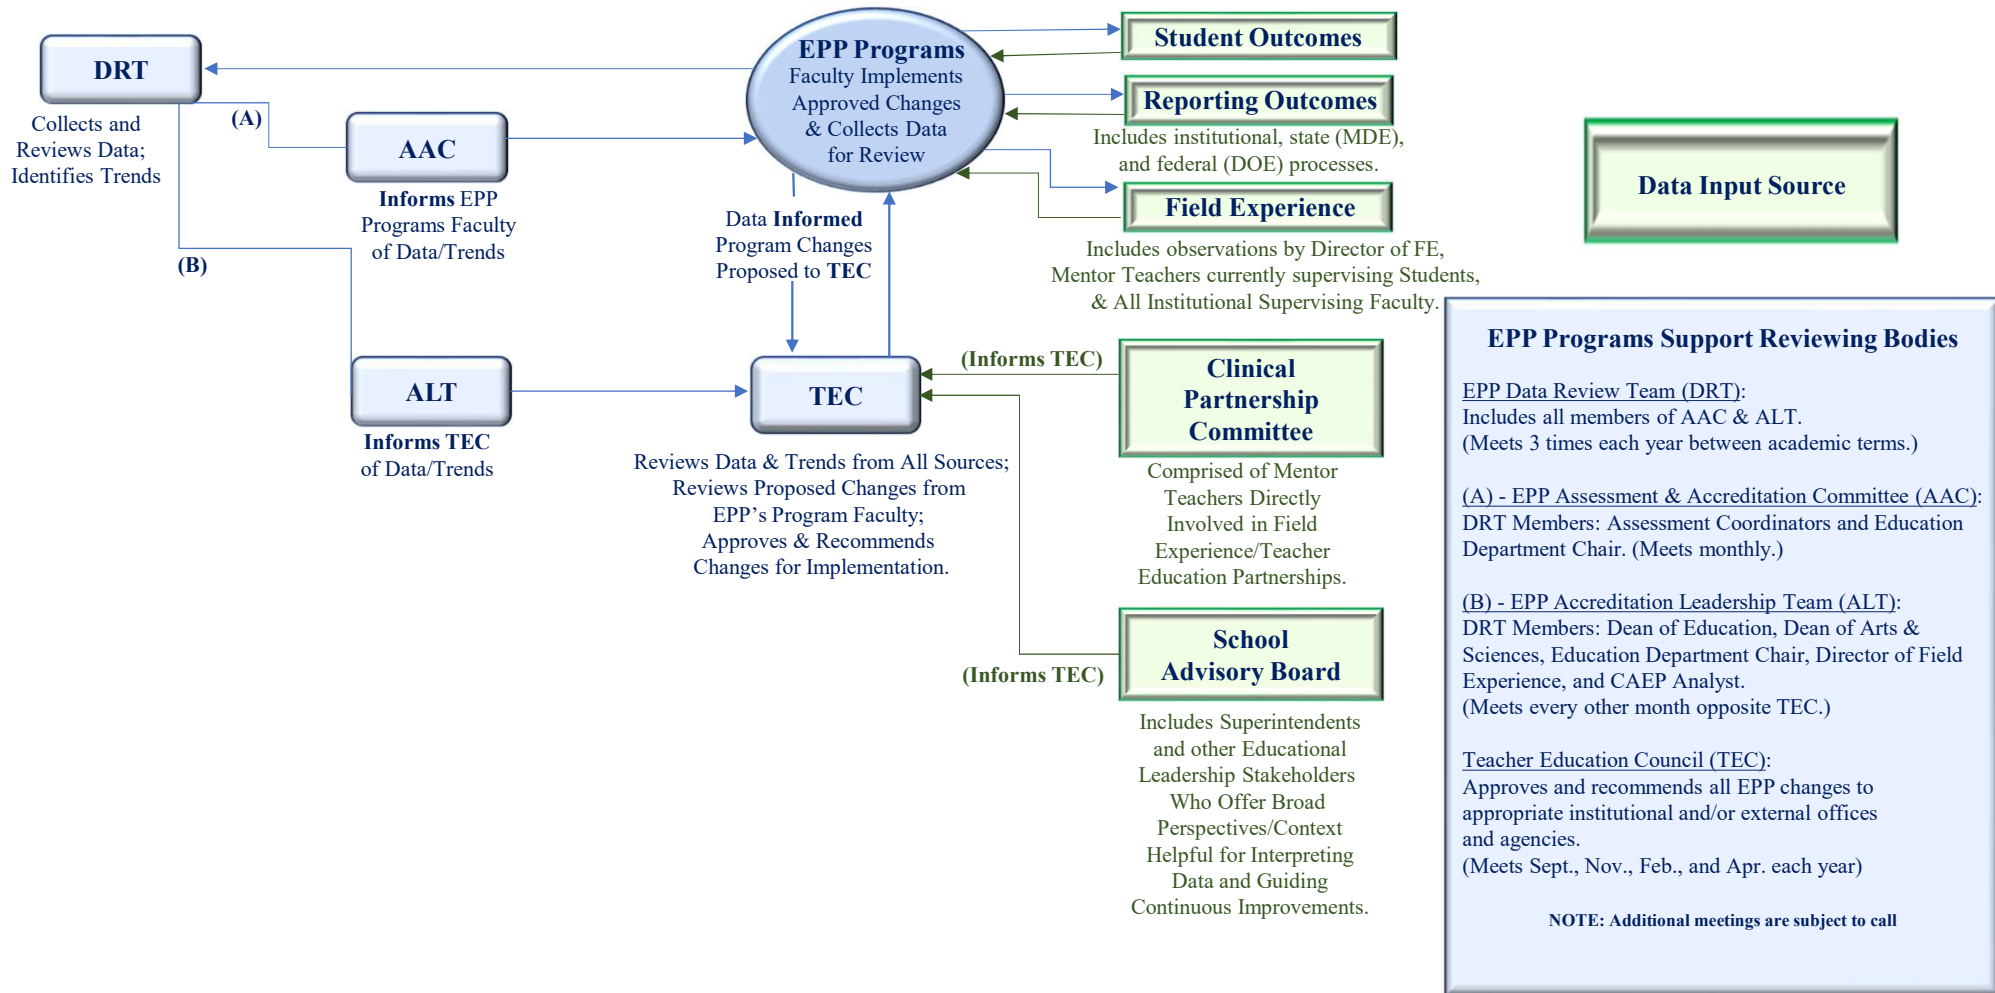 DRT
Collects and
Reviews Data;
Identifies Trends
(A)
(B)
AAC
Informs EPP
Programs Faculty
of Data/Trends
ALT
Informs TEC
of Data/Trends
EPP Programs
Faculty Implements
Approved Changes
& Collects Data
for Review
Data Informed
Program Changes
Proposed to TEC
TEC
Reviews Data & Trends from All Sources;
Reviews Proposed Changes from
EPP’s Program Faculty;
Approves & Recommends
Changes for Implementation.
Student Outcomes
Reporting Outcomes
Includes institutional, state (MDE),
and federal (DOE) processes.
Field Experience
Includes observations by Director of FE,
Mentor Teachers currently supervising Students,
& All Institutional Supervising Faculty.
(Informs TEC)
Clinical
Partnership
Committee
Comprised of Mentor
Teachers Directly
Involved in Field
Experience/Teacher
Education Partnerships.
(Informs TEC)
School
Advisory Board
Includes Superintendents
and other Educational
Leadership Stakeholders
Who Offer Broad
Perspectives/Context
Helpful for Interpreting
Data and Guiding
Continuous Improvements.
Data Input Source
EPP Programs Support Reviewing Bodies
EPP Data Review Team (DRT):
Includes all members of AAC & ALT.
(Meets 3 times each year between academic terms.)
(A) - EPP Assessment & Accreditation Committee (AAC):
DRT Members: Assessment Coordinators and Education
Department Chair. (Meets monthly.)
(B) - EPP Accreditation Leadership Team (ALT):
DRT Members: Dean of Education, Dean of Arts &
Sciences, Education Department Chair, Director of Field
Experience, and CAEP Analyst.
(Meets every other month opposite TEC.)
Teacher Education Council (TEC):
Approves and recommends all EPP changes to
appropriate institutional and/or external offices
and agencies.
(Meets Sept., Nov., Feb., and Apr. each year)
NOTE: Additional meetings are subject to call